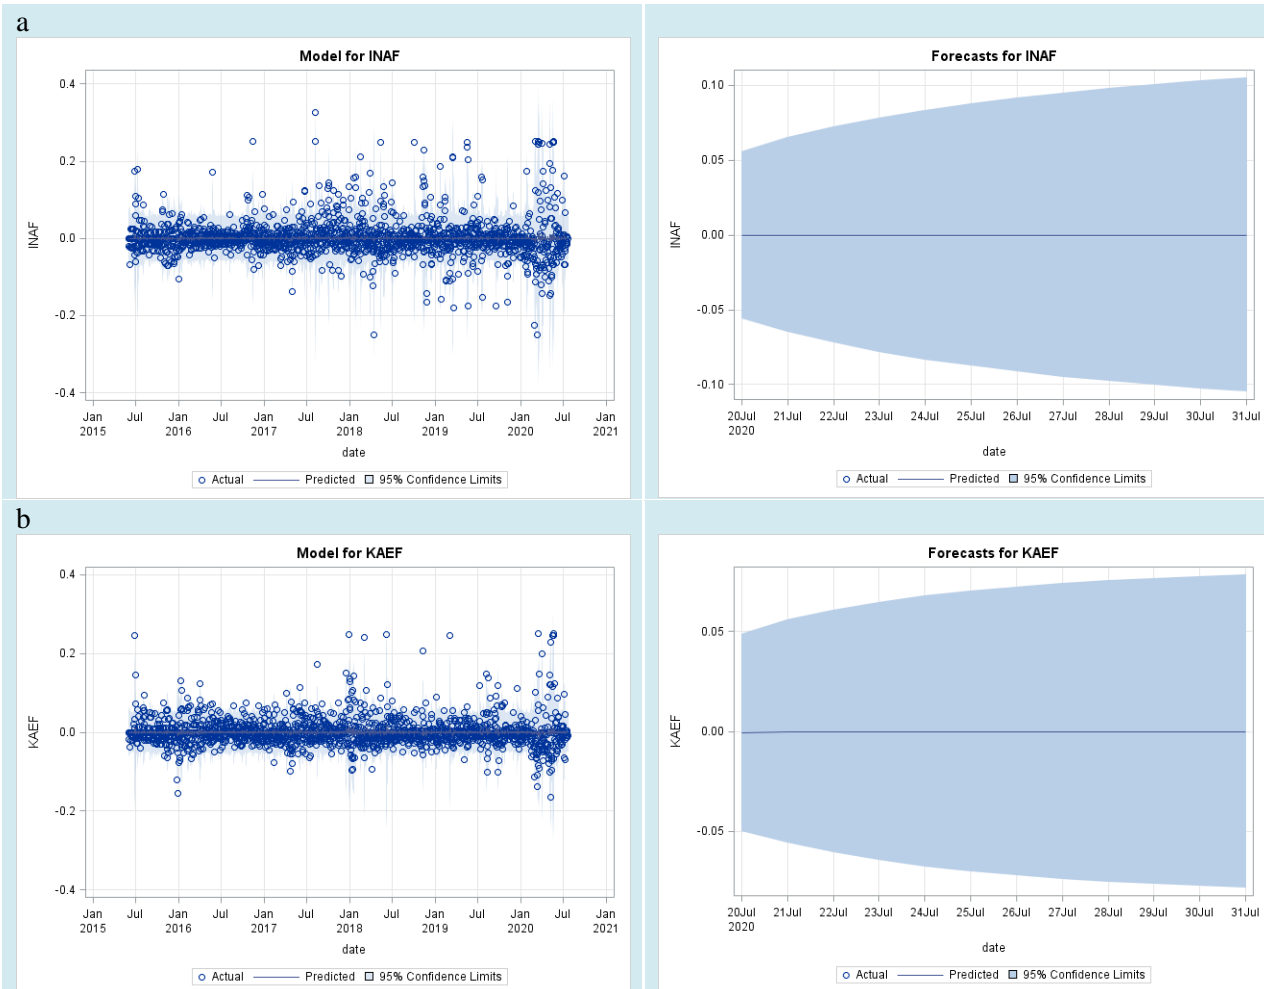 a
Model for INAF
0.4
0.2
0.0
-0.2
-0.4
INAF
Jan Jul Jan Jul Jan Jul Jan Jul Jan Jul Jan Jul Jan
2015 2016 2017 2018 2019 2020 2021
date
Actual Predicted 95% Confidence Limits
Forecasts for INAF
0.10
0.05
0.00
-0.05
-0.10
INAF
20Jul 21Jul 22Jul 23Jul 24Jul 25Jul 26Jul 27Jul 28Jul 29Jul 30Jul 31Jul
2020
date
Actual Predicted 95% Confidence Limits
b
Model for KAEF
0.4
0.2
0.0
-0.2
-0.4
KAEF
Jan Jul Jan Jul Jan Jul Jan Jul Jan Jul Jan Jul Jan
2015 2016 2017 2018 2019 2020 2021
date
Actual Predicted 95% Confidence Limits
Forecasts for KAEF
0.05
0.00
-0.05
KAEF
20Jul 21Jul 22Jul 23Jul 24Jul 25Jul 26Jul 27Jul 28Jul 29Jul 30Jul 31Jul
2020
date
Actual Predicted 95% Confidence Limits